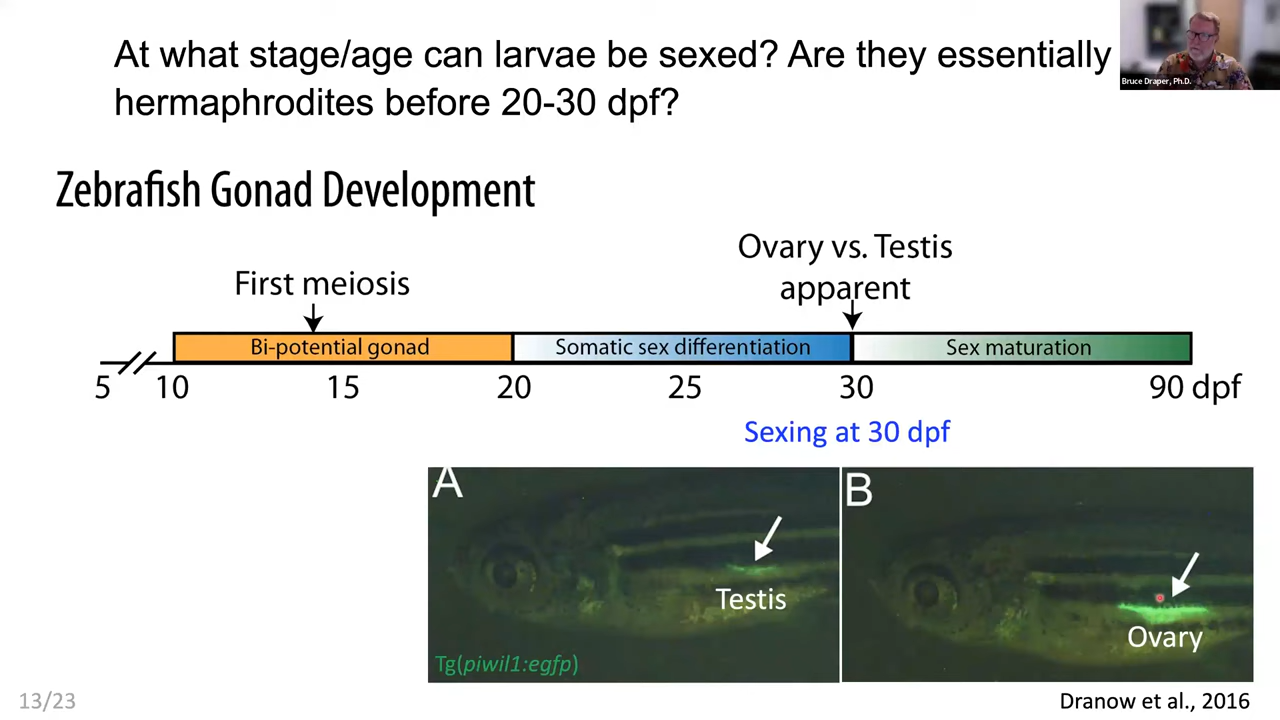 At what stage/age can larvae be sexed? Are they essentially
hermaphrodites before 20-30 dpf?
Bruce Draper, Ph.D.
Zebrafish Gonad Development
First meiosis
Ovary vs. Testis
apparent
Bi-potential gonad
Somatic sex differentiation
Sex maturation
5 10 15 20 25 30 90 dpf
Sexing at 30 dpf
A
B
Testis
Ovary
Tg(piwil1:egfp)
13/23
Dranow et al., 2016